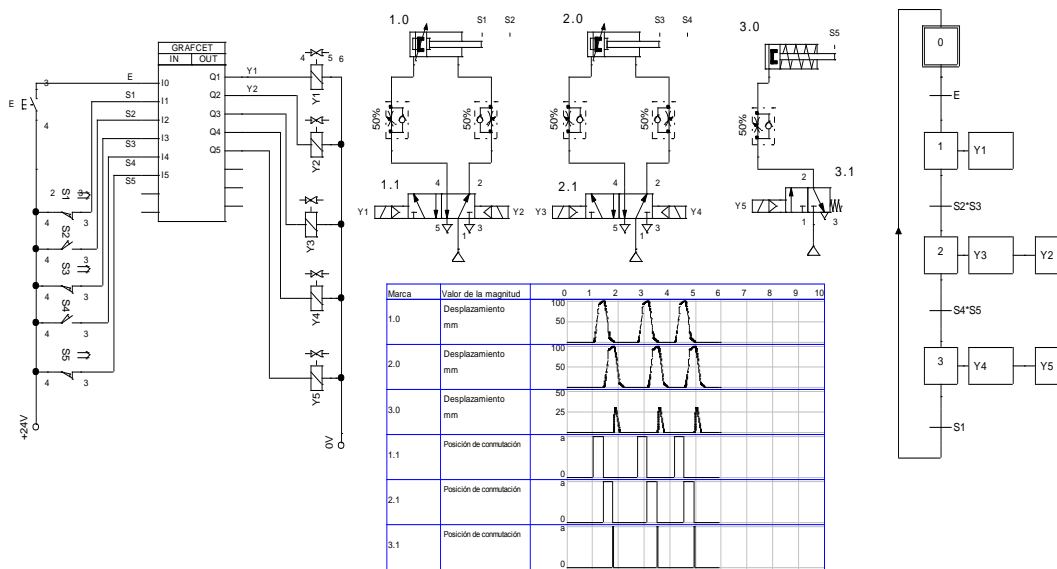 GRAFCET
IN OUT
E I0
S1 I1
S2 I2
S3 I3
S4 I4
S5 I5
Q1 Y1
Q2 Y2
Q3
Q4
Q5
E
3
4
2 S1 3
4 3
S2
4 3
S3
4 3
S4
4 3
S5
4 3
+24V
4 5 6
Y1
Y2
Y3
Y4
Y5
0V
1.0 S1 S2
50% 50%
1.1 4 2
Y1 Y2
5 1 3
2.0 S3 S4
50% 50%
2.1 4 2
Y3 Y4
5 1 3
3.0 S5
50%
2 3.1
Y5
1 3
Marca Valor de la magnitud 0 1 2 3 4 5 6 7 8 9 10
1.0 Desplazamiento 100
mm 50
2.0 Desplazamiento 100
mm 50
3.0 Desplazamiento 50
mm 25
1.1 Posición de conmutación a
0
2.1 Posición de conmutación a
0
3.1 Posición de conmutación a
0
0
E
1 Y1
S2*S3
2 Y3 Y2
S4*S5
3 Y4 Y5
S1